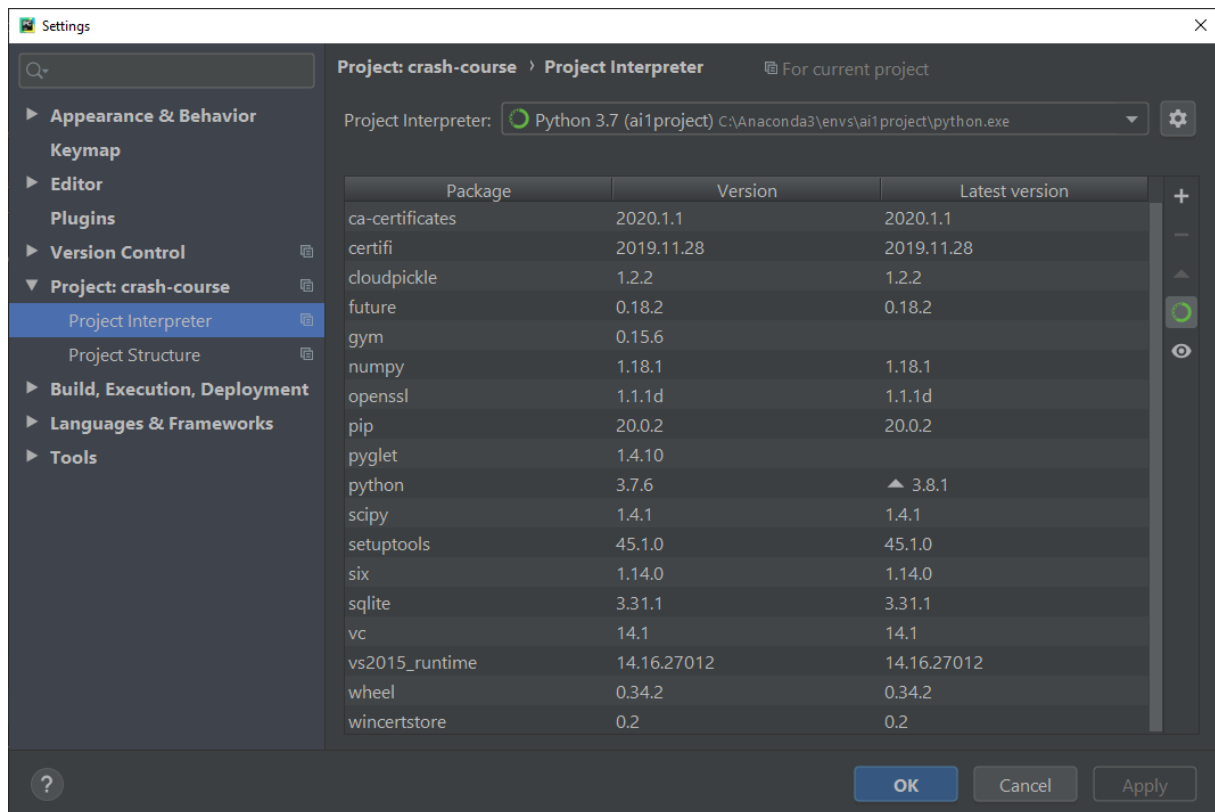 Settings
Project: crash-course › Project Interpreter For current project
Appearance & Behavior
Keymap
Editor
Plugins
Version Control
Project: crash-course
Project Interpreter
Project Structure
Build, Execution, Deployment
Languages & Frameworks
Tools
Project Interpreter: Python 3.7 (ai1project) C:\Anaconda3\envs\ai1project\python.exe
Package Version Latest version
ca-certificates 2020.1.1 2020.1.1
certifi 2019.11.28 2019.11.28
cloudpickle 1.2.2 1.2.2
future 0.18.2 0.18.2
gym 0.15.6
numpy 1.18.1 1.18.1
openssl 1.1.1d 1.1.1d
pip 20.0.2 20.0.2
pyglet 1.4.10
python 3.7.6 3.8.1
scipy 1.4.1 1.4.1
setuptools 45.1.0 45.1.0
six 1.14.0 1.14.0
sqlite 3.31.1 3.31.1
vc 14.1 14.1
vs2015_runtime 14.16.27012 14.16.27012
wheel 0.34.2 0.34.2
wincertstore 0.2 0.2
? OK Cancel Apply